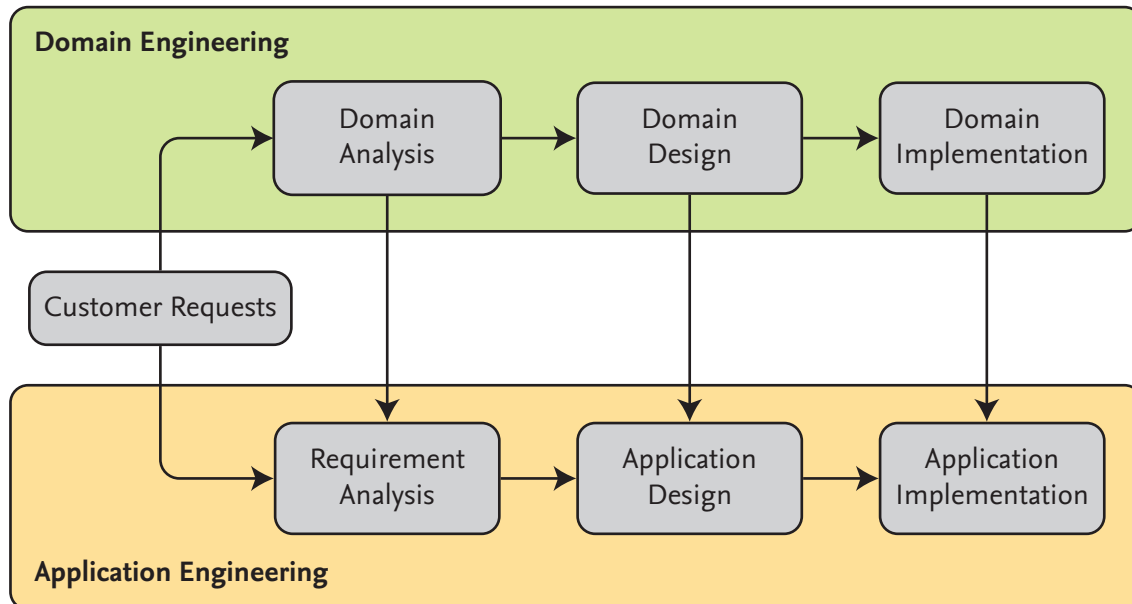 Domain Engineering
Domain
Analysis
Domain
Design
Domain
Implementation
Customer Requests
Requirement
Analysis
Application
Design
Application
Implementation
Application Engineering